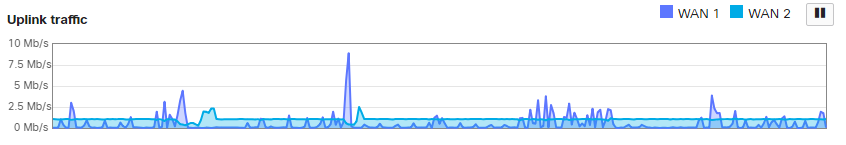 Uplink traffic
WAN 1 WAN 2
10 Mb/s
7.5 Mb/s
5 Mb/s
2.5 Mb/s
0 Mb/s